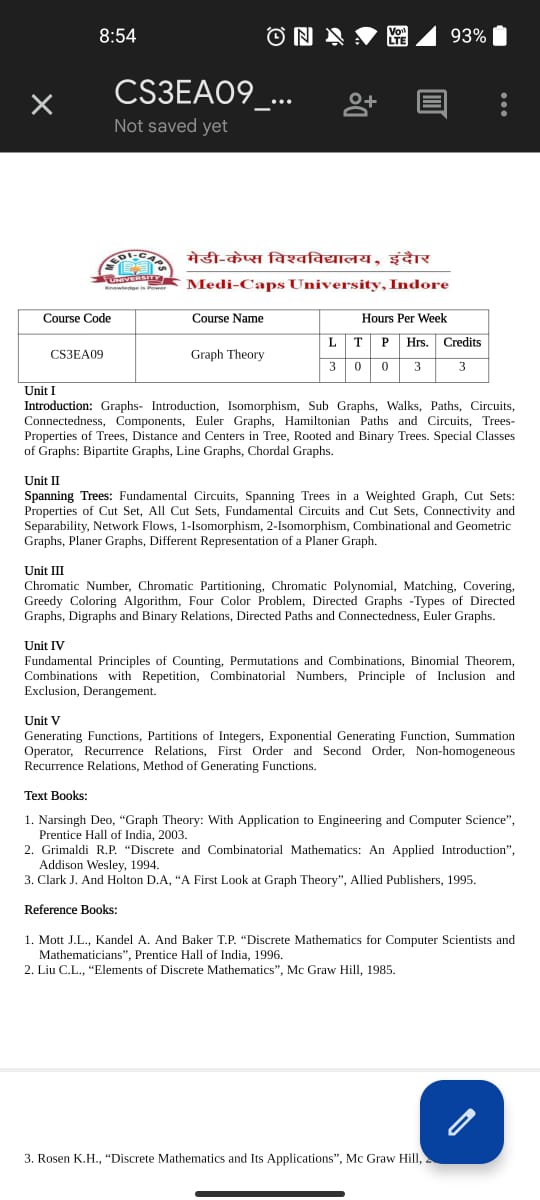 8:54
Vo))
LTE
93%
CS3EA09_...
Not saved yet
MEDI-CAPS
UNIVERSITY
Knowledge is Power
मेडी-केप्स विश्वविद्यालय, इंदौर
Medi-Caps University, Indore
Course Code Course Name Hours Per Week
CS3EA09 Graph Theory L T P Hrs. Credits
3 0 0 3 3
Unit I
Introduction: Graphs- Introduction, Isomorphism, Sub Graphs, Walks, Paths, Circuits,
Connectedness, Components, Euler Graphs, Hamiltonian Paths and Circuits, Trees-
Properties of Trees, Distance and Centers in Tree, Rooted and Binary Trees. Special Classes
of Graphs: Bipartite Graphs, Line Graphs, Chordal Graphs.
Unit II
Spanning Trees: Fundamental Circuits, Spanning Trees in a Weighted Graph, Cut Sets:
Properties of Cut Set, All Cut Sets, Fundamental Circuits and Cut Sets, Connectivity and
Separability, Network Flows, 1-Isomorphism, 2-Isomorphism, Combinational and Geometric
Graphs, Planer Graphs, Different Representation of a Planer Graph.
Unit III
Chromatic Number, Chromatic Partitioning, Chromatic Polynomial, Matching, Covering,
Greedy Coloring Algorithm, Four Color Problem, Directed Graphs -Types of Directed
Graphs, Digraphs and Binary Relations, Directed Paths and Connectedness, Euler Graphs.
Unit IV
Fundamental Principles of Counting, Permutations and Combinations, Binomial Theorem,
Combinations with Repetition, Combinatorial Numbers, Principle of Inclusion and
Exclusion, Derangement.
Unit V
Generating Functions, Partitions of Integers, Exponential Generating Function, Summation
Operator, Recurrence Relations, First Order and Second Order, Non-homogeneous
Recurrence Relations, Method of Generating Functions.
Text Books:
1. Narsingh Deo, “Graph Theory: With Application to Engineering and Computer Science”,
Prentice Hall of India, 2003.
2. Grimaldi R.P. “Discrete and Combinatorial Mathematics: An Applied Introduction”,
Addison Wesley, 1994.
3. Clark J. And Holton D.A, “A First Look at Graph Theory”, Allied Publishers, 1995.
Reference Books:
1. Mott J.L., Kandel A. And Baker T.P. “Discrete Mathematics for Computer Scientists and
Mathematicians”, Prentice Hall of India, 1996.
2. Liu C.L., “Elements of Discrete Mathematics”, Mc Graw Hill, 1985.
3. Rosen K.H., “Discrete Mathematics and Its Applications”, Mc Graw Hill,